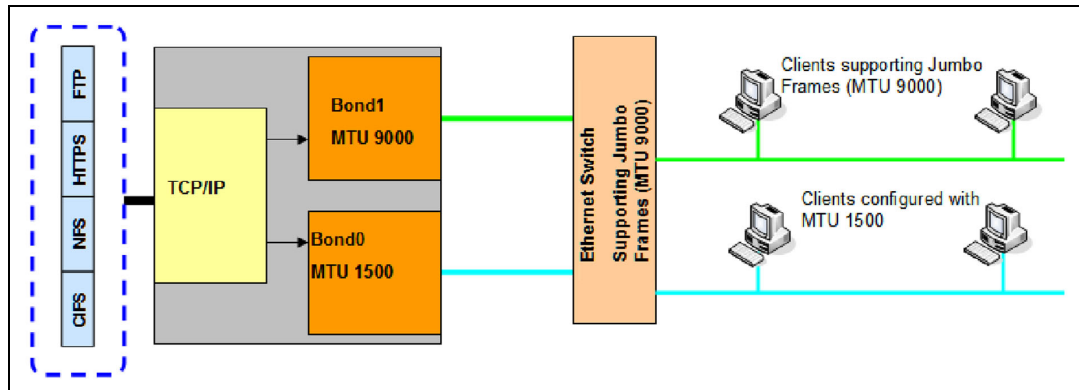 FTP
HTTPS
NFS
CIFS
TCP/IP
Bond1
MTU 9000
Bond0
MTU 1500
Ethernet Switch
Supporting Jumbo
Frames (MTU 9000)
Clients supporting Jumbo
Frames (MTU 9000)
Clients configured with
MTU 1500